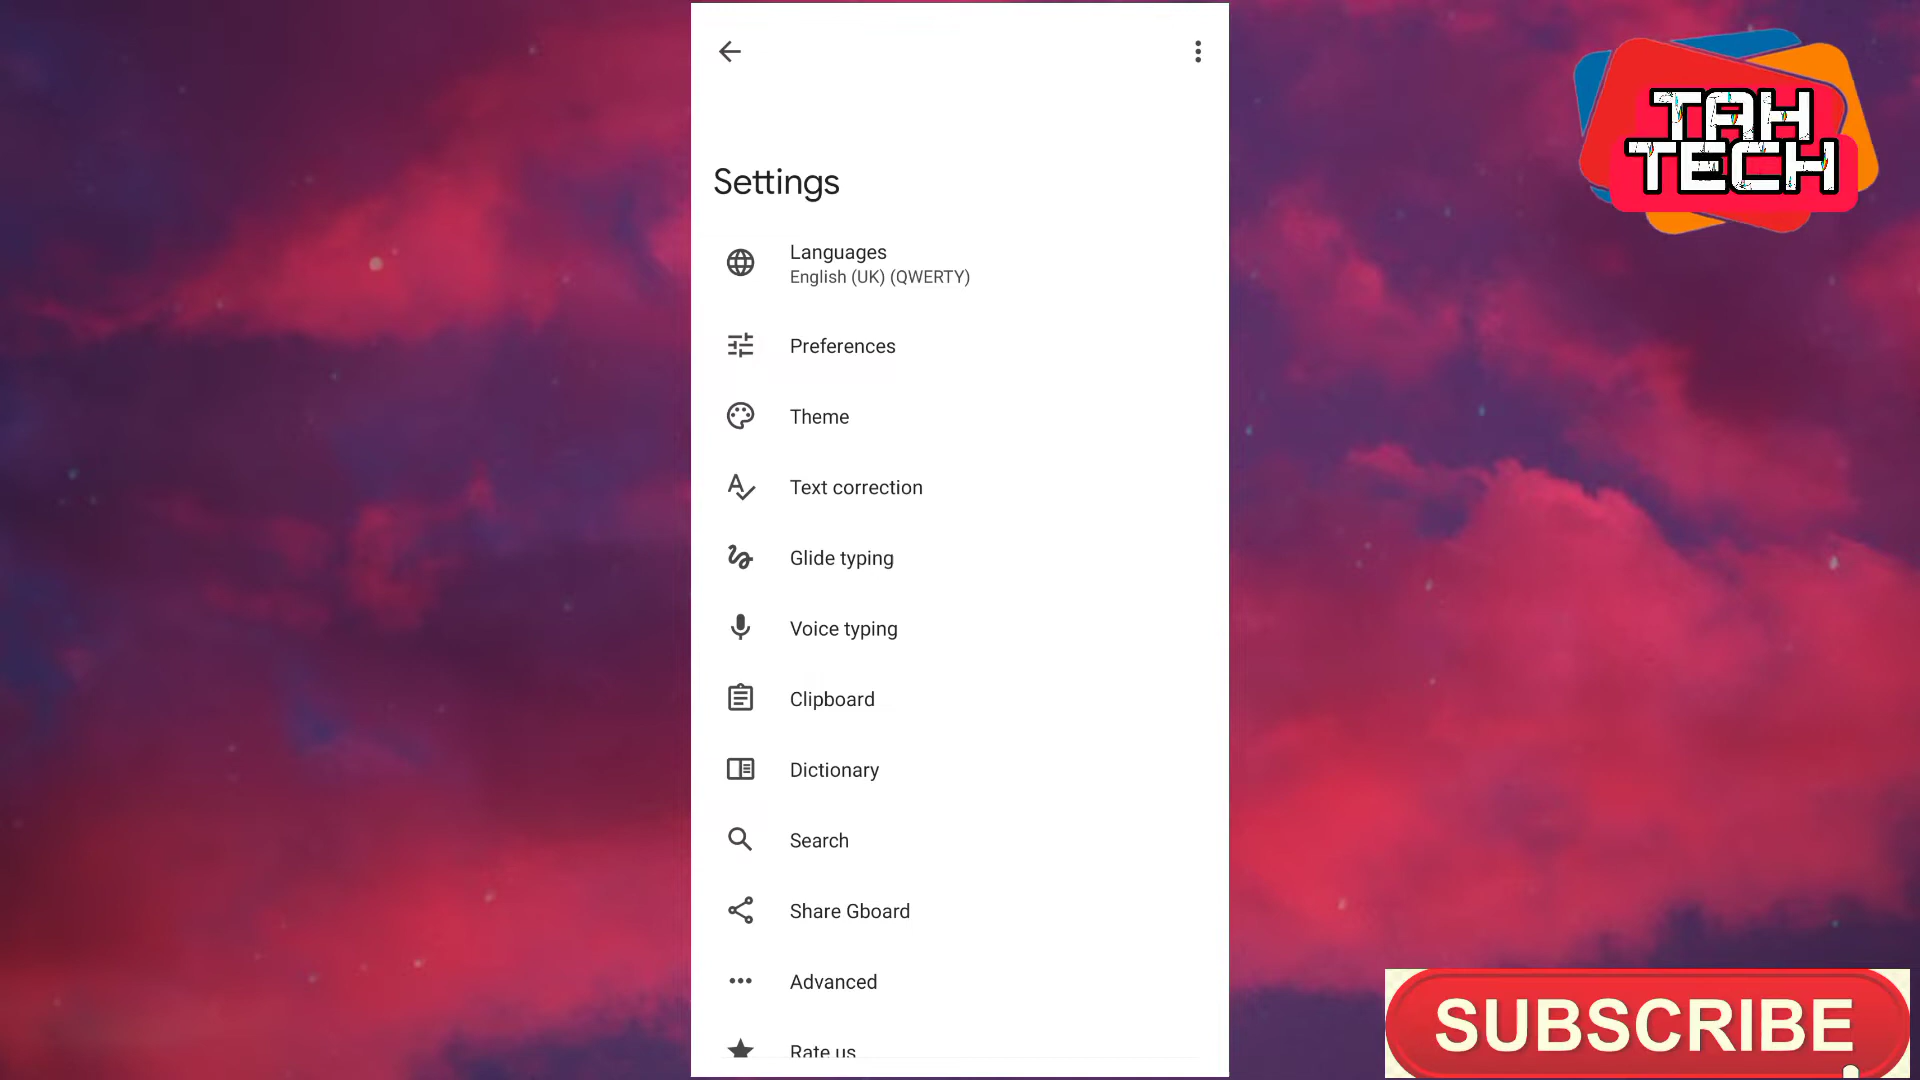 Settings
Languages
English (UK) (QWERTY)
Preferences
Theme
Text correction
Glide typing
Voice typing
Clipboard
Dictionary
Search
Share Gboard
Advanced
Rate us
TAH
TECH
SUBSCRIBE